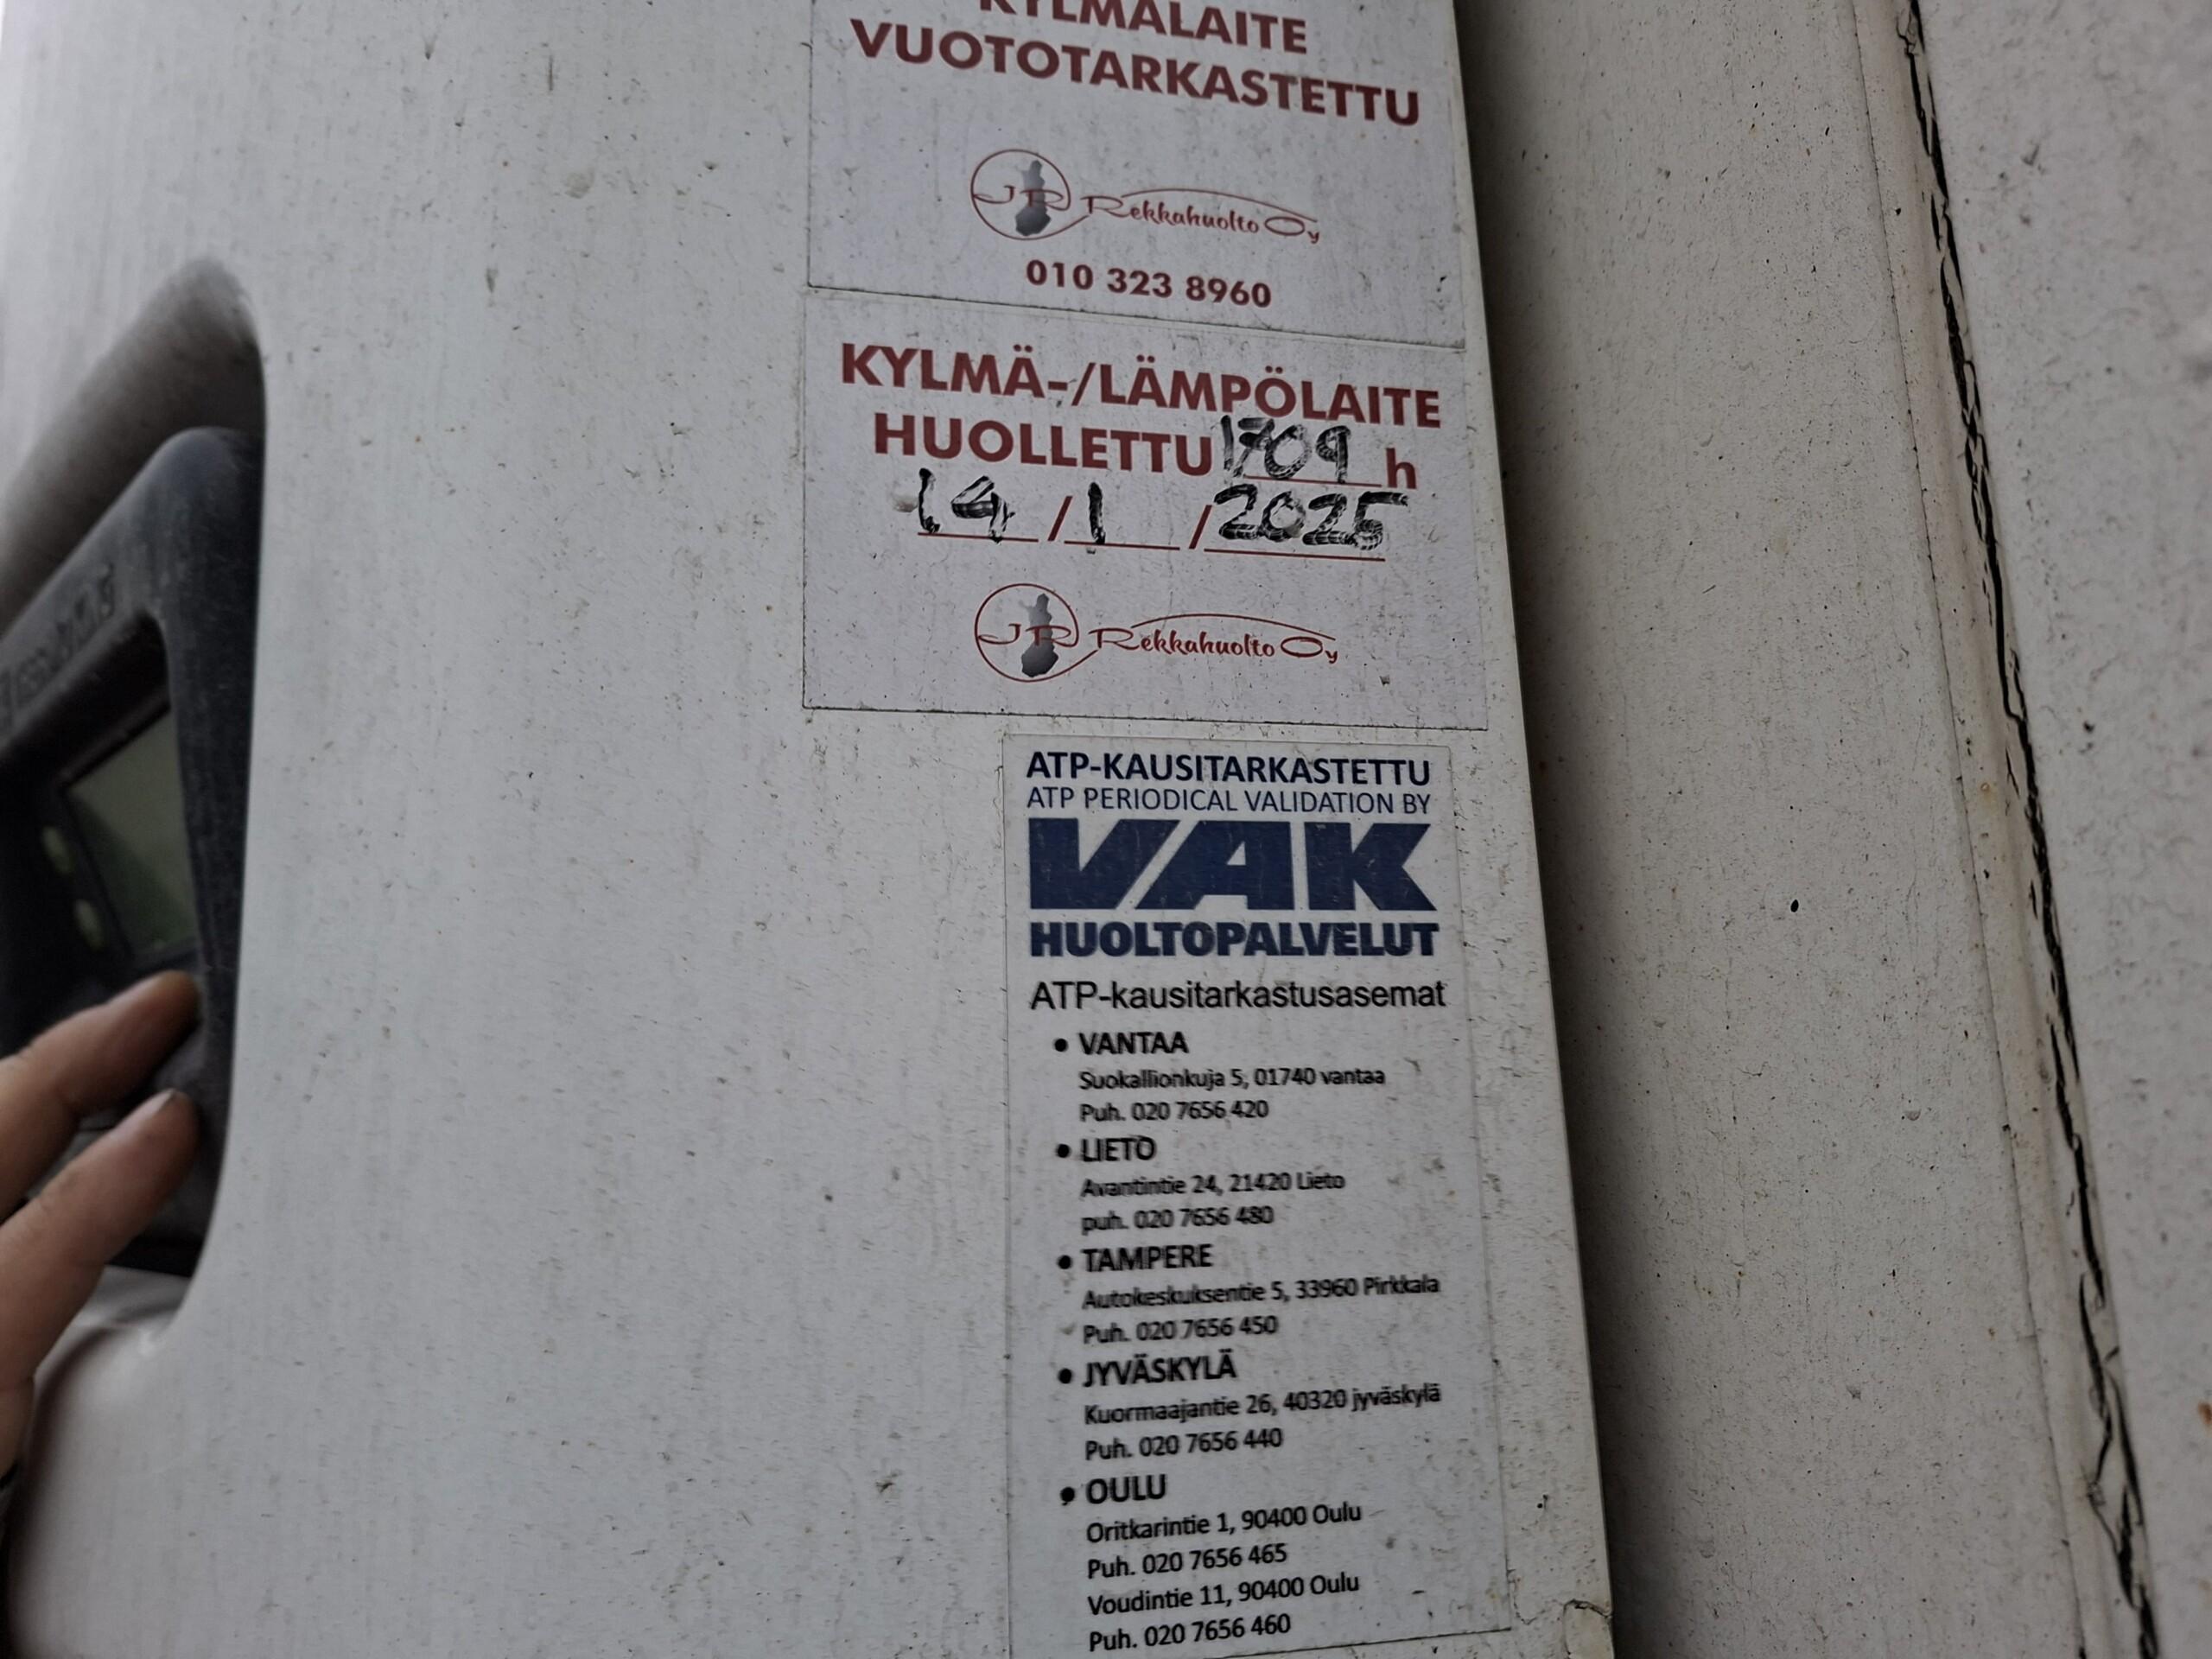 KYLMÄLAITE
VUOTOTARKASTETTU
JR Rekkahuolto Oy
010 323 8960
KYLMÄ-/LÄMPÖLAITE
HUOLLETTU 1709 h
14 / 1 / 2025
JR Rekkahuolto Oy
ATP-KAUSITARKASTETTU
ATP PERIODICAL VALIDATION BY
VAK
HUOLTOPALVELUT
ATP-kausitarkastusasemat
• VANTAA
Suokallionkuja 5, 01740 vantaa
Puh. 020 7656 420
• LIETO
Avantintie 24, 21420 Lieto
puh. 020 7656 480
• TAMPERE
Autokeskuksentie 5, 33960 Pirkkala
Puh. 020 7656 450
• JYVÄSKYLÄ
Kuormaajantie 26, 40320 jyväskylä
Puh. 020 7656 440
• OULU
Oritkarintie 1, 90400 Oulu
Puh. 020 7656 465
Voudintie 11, 90400 Oulu
Puh. 020 7656 460